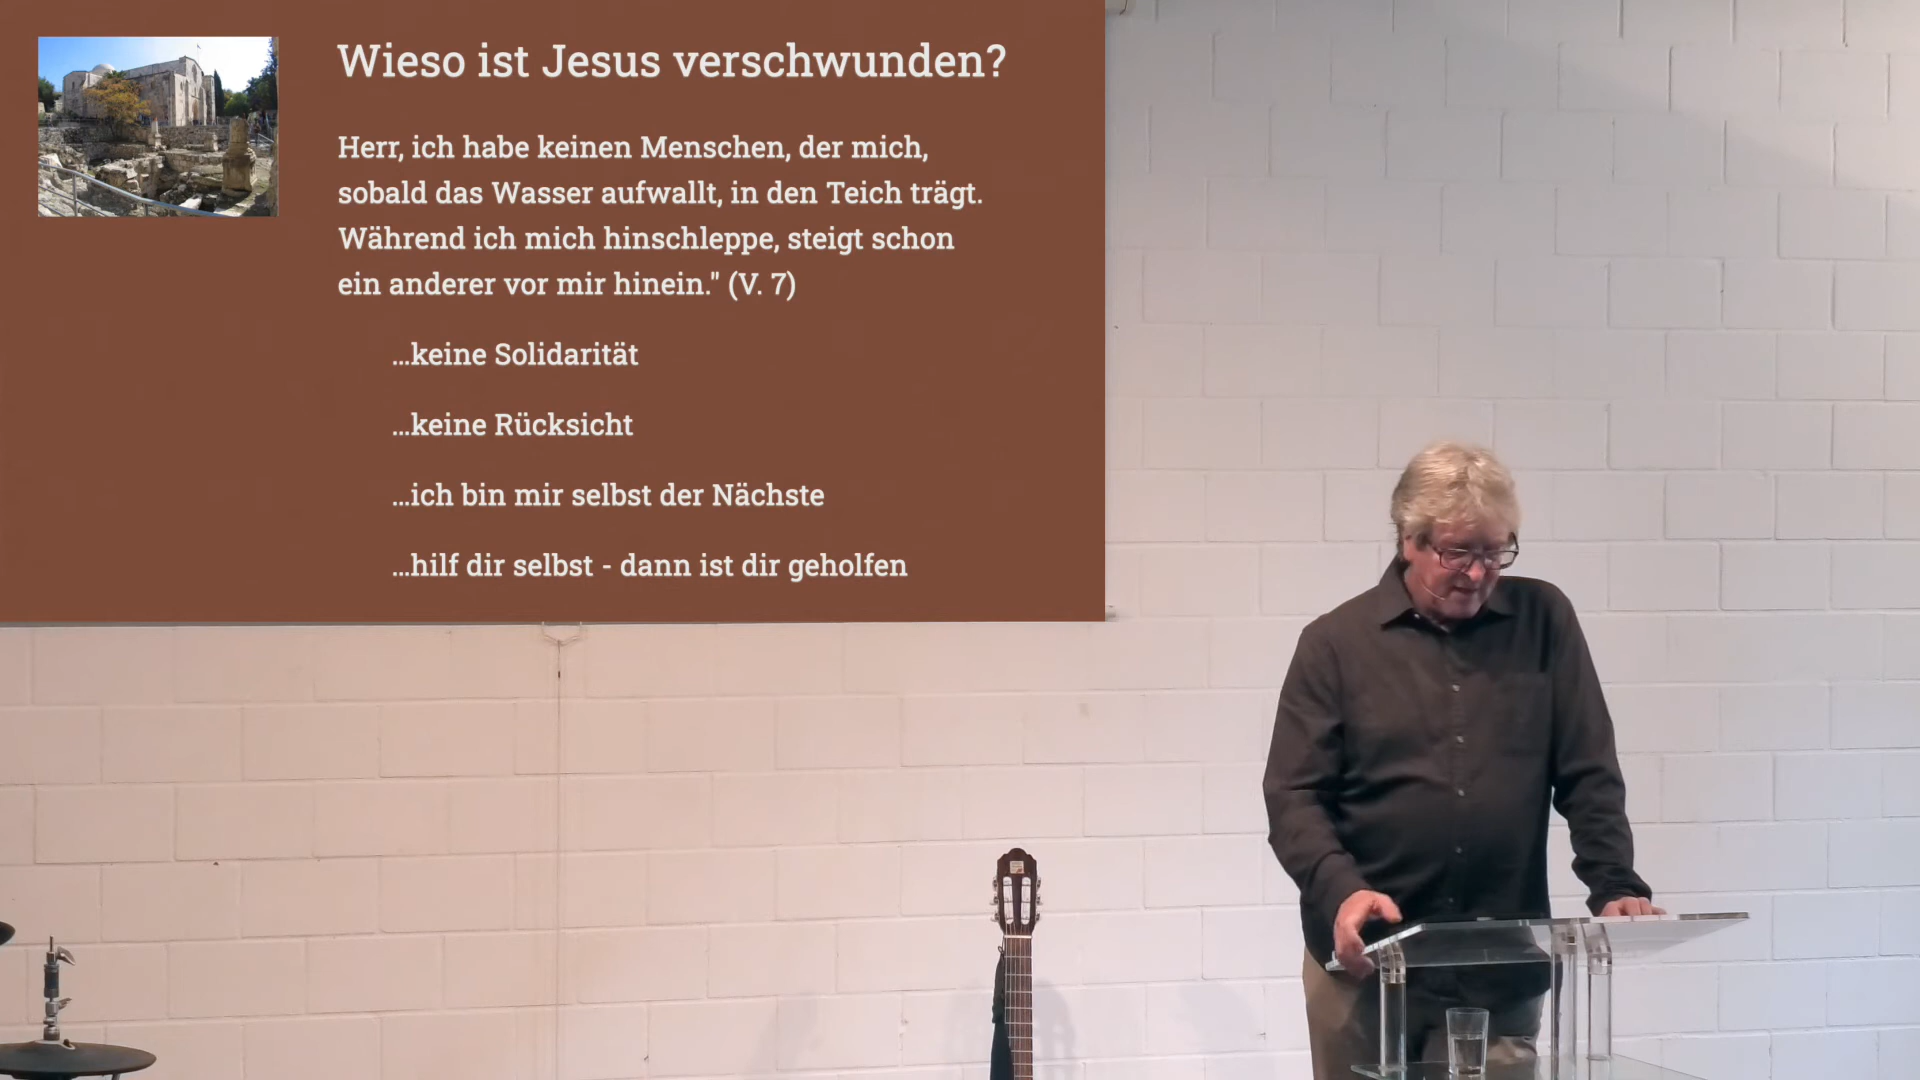 Wieso ist Jesus verschwunden?
Herr, ich habe keinen Menschen, der mich,
sobald das Wasser aufwallt, in den Teich trägt.
Während ich mich hinschleppe, steigt schon
ein anderer vor mir hinein." (V. 7)
...keine Solidarität
...keine Rücksicht
...ich bin mir selbst der Nächste
...hilf dir selbst - dann ist dir geholfen